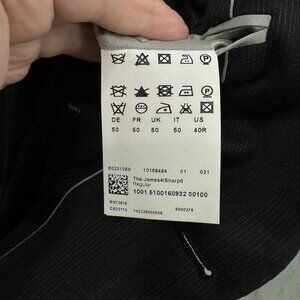 DE FR UK IT US
50 50 50 50 40R
50231069 10158484 01 021
The James4/Sharp6
Regular
1001 5100160932 00100